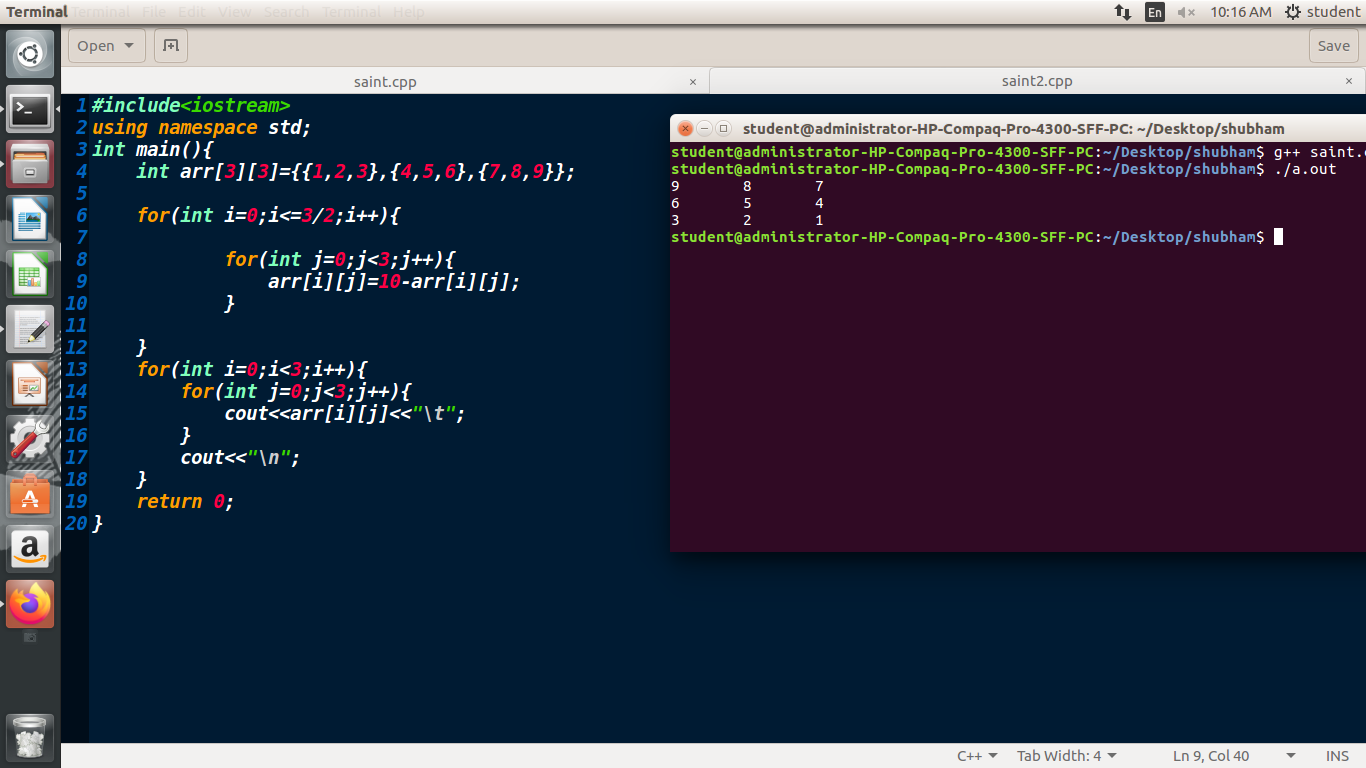 Terminal Terminal File Edit View Search Terminal Help En 10:16 AM student
Open Save
saint.cpp × saint2.cpp ×
1 #include<iostream>
2 using namespace std;
3 int main(){
4 int arr[3][3]={{1,2,3},{4,5,6},{7,8,9}};
5
6 for(int i=0;i<=3/2;i++){
7
8 for(int j=0;j<3;j++){
9 arr[i][j]=10-arr[i][j];
10 }
11
12 }
13 for(int i=0;i<3;i++){
14 for(int j=0;j<3;j++){
15 cout<<arr[i][j]<<"\t";
16 }
17 cout<<"\n";
18 }
19 return 0;
20 }
student@administrator-HP-Compaq-Pro-4300-SFF-PC: ~/Desktop/shubham
student@administrator-HP-Compaq-Pro-4300-SFF-PC:~/Desktop/shubham$ g++ saint.
student@administrator-HP-Compaq-Pro-4300-SFF-PC:~/Desktop/shubham$ ./a.out
9 8 7
6 5 4
3 2 1
student@administrator-HP-Compaq-Pro-4300-SFF-PC:~/Desktop/shubham$
C++ Tab Width: 4 Ln 9, Col 40 INS